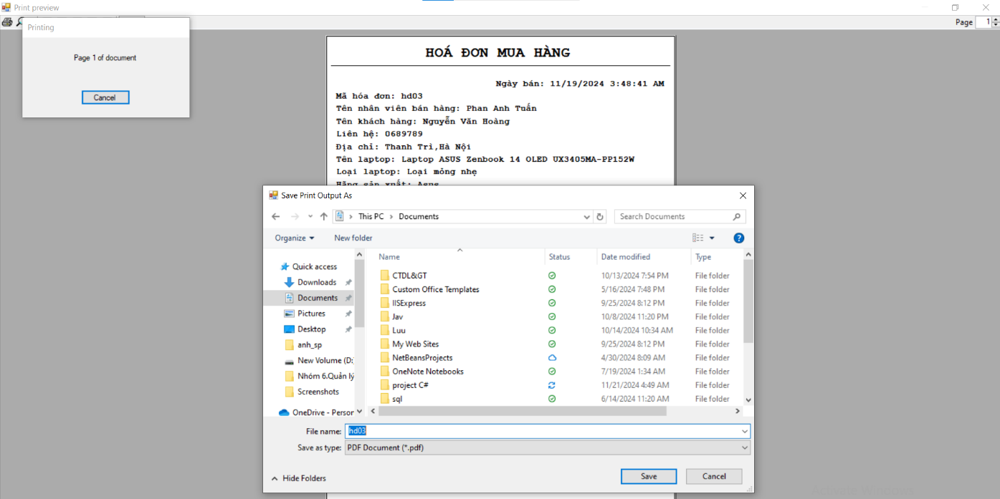 Print preview
Page 1
Printing
Page 1 of document
Cancel
HOÁ ĐƠN MUA HÀNG
Ngày bán: 11/19/2024 3:48:41 AM
Mã hóa đơn: hd03
Tên nhân viên bán hàng: Phan Anh Tuấn
Tên khách hàng: Nguyễn Văn Hoàng
Liên hệ: 0689789
Địa chỉ: Thanh Trì,Hà Nội
Tên laptop: Laptop ASUS Zenbook 14 OLED UX3405MA-PP152W
Loại laptop: Loại mỏng nhẹ
Hãng sản xuất: Asus
Save Print Output As
This PC > Documents
Search Documents
Organize
New folder
Quick access
Downloads
Documents
Pictures
Desktop
anh_sp
New Volume (D:
Nhóm 6.Quản lý
Screenshots
OneDrive - Person
Name Status Date modified Type
CTDL&GT 10/13/2024 7:54 PM File folder
Custom Office Templates 5/16/2024 7:48 PM File folder
IISExpress 9/25/2024 8:12 PM File folder
Jav 10/8/2024 11:20 PM File folder
Luu 10/14/2024 10:34 AM File folder
My Web Sites 9/25/2024 8:12 PM File folder
NetBeansProjects 4/30/2024 8:09 AM File folder
OneNote Notebooks 7/19/2024 1:34 AM File folder
project C# 11/21/2024 4:49 AM File folder
sql 6/14/2024 11:20 AM File folder
File name: hd03
Save as type: PDF Document (*.pdf)
Hide Folders
Save
Cancel